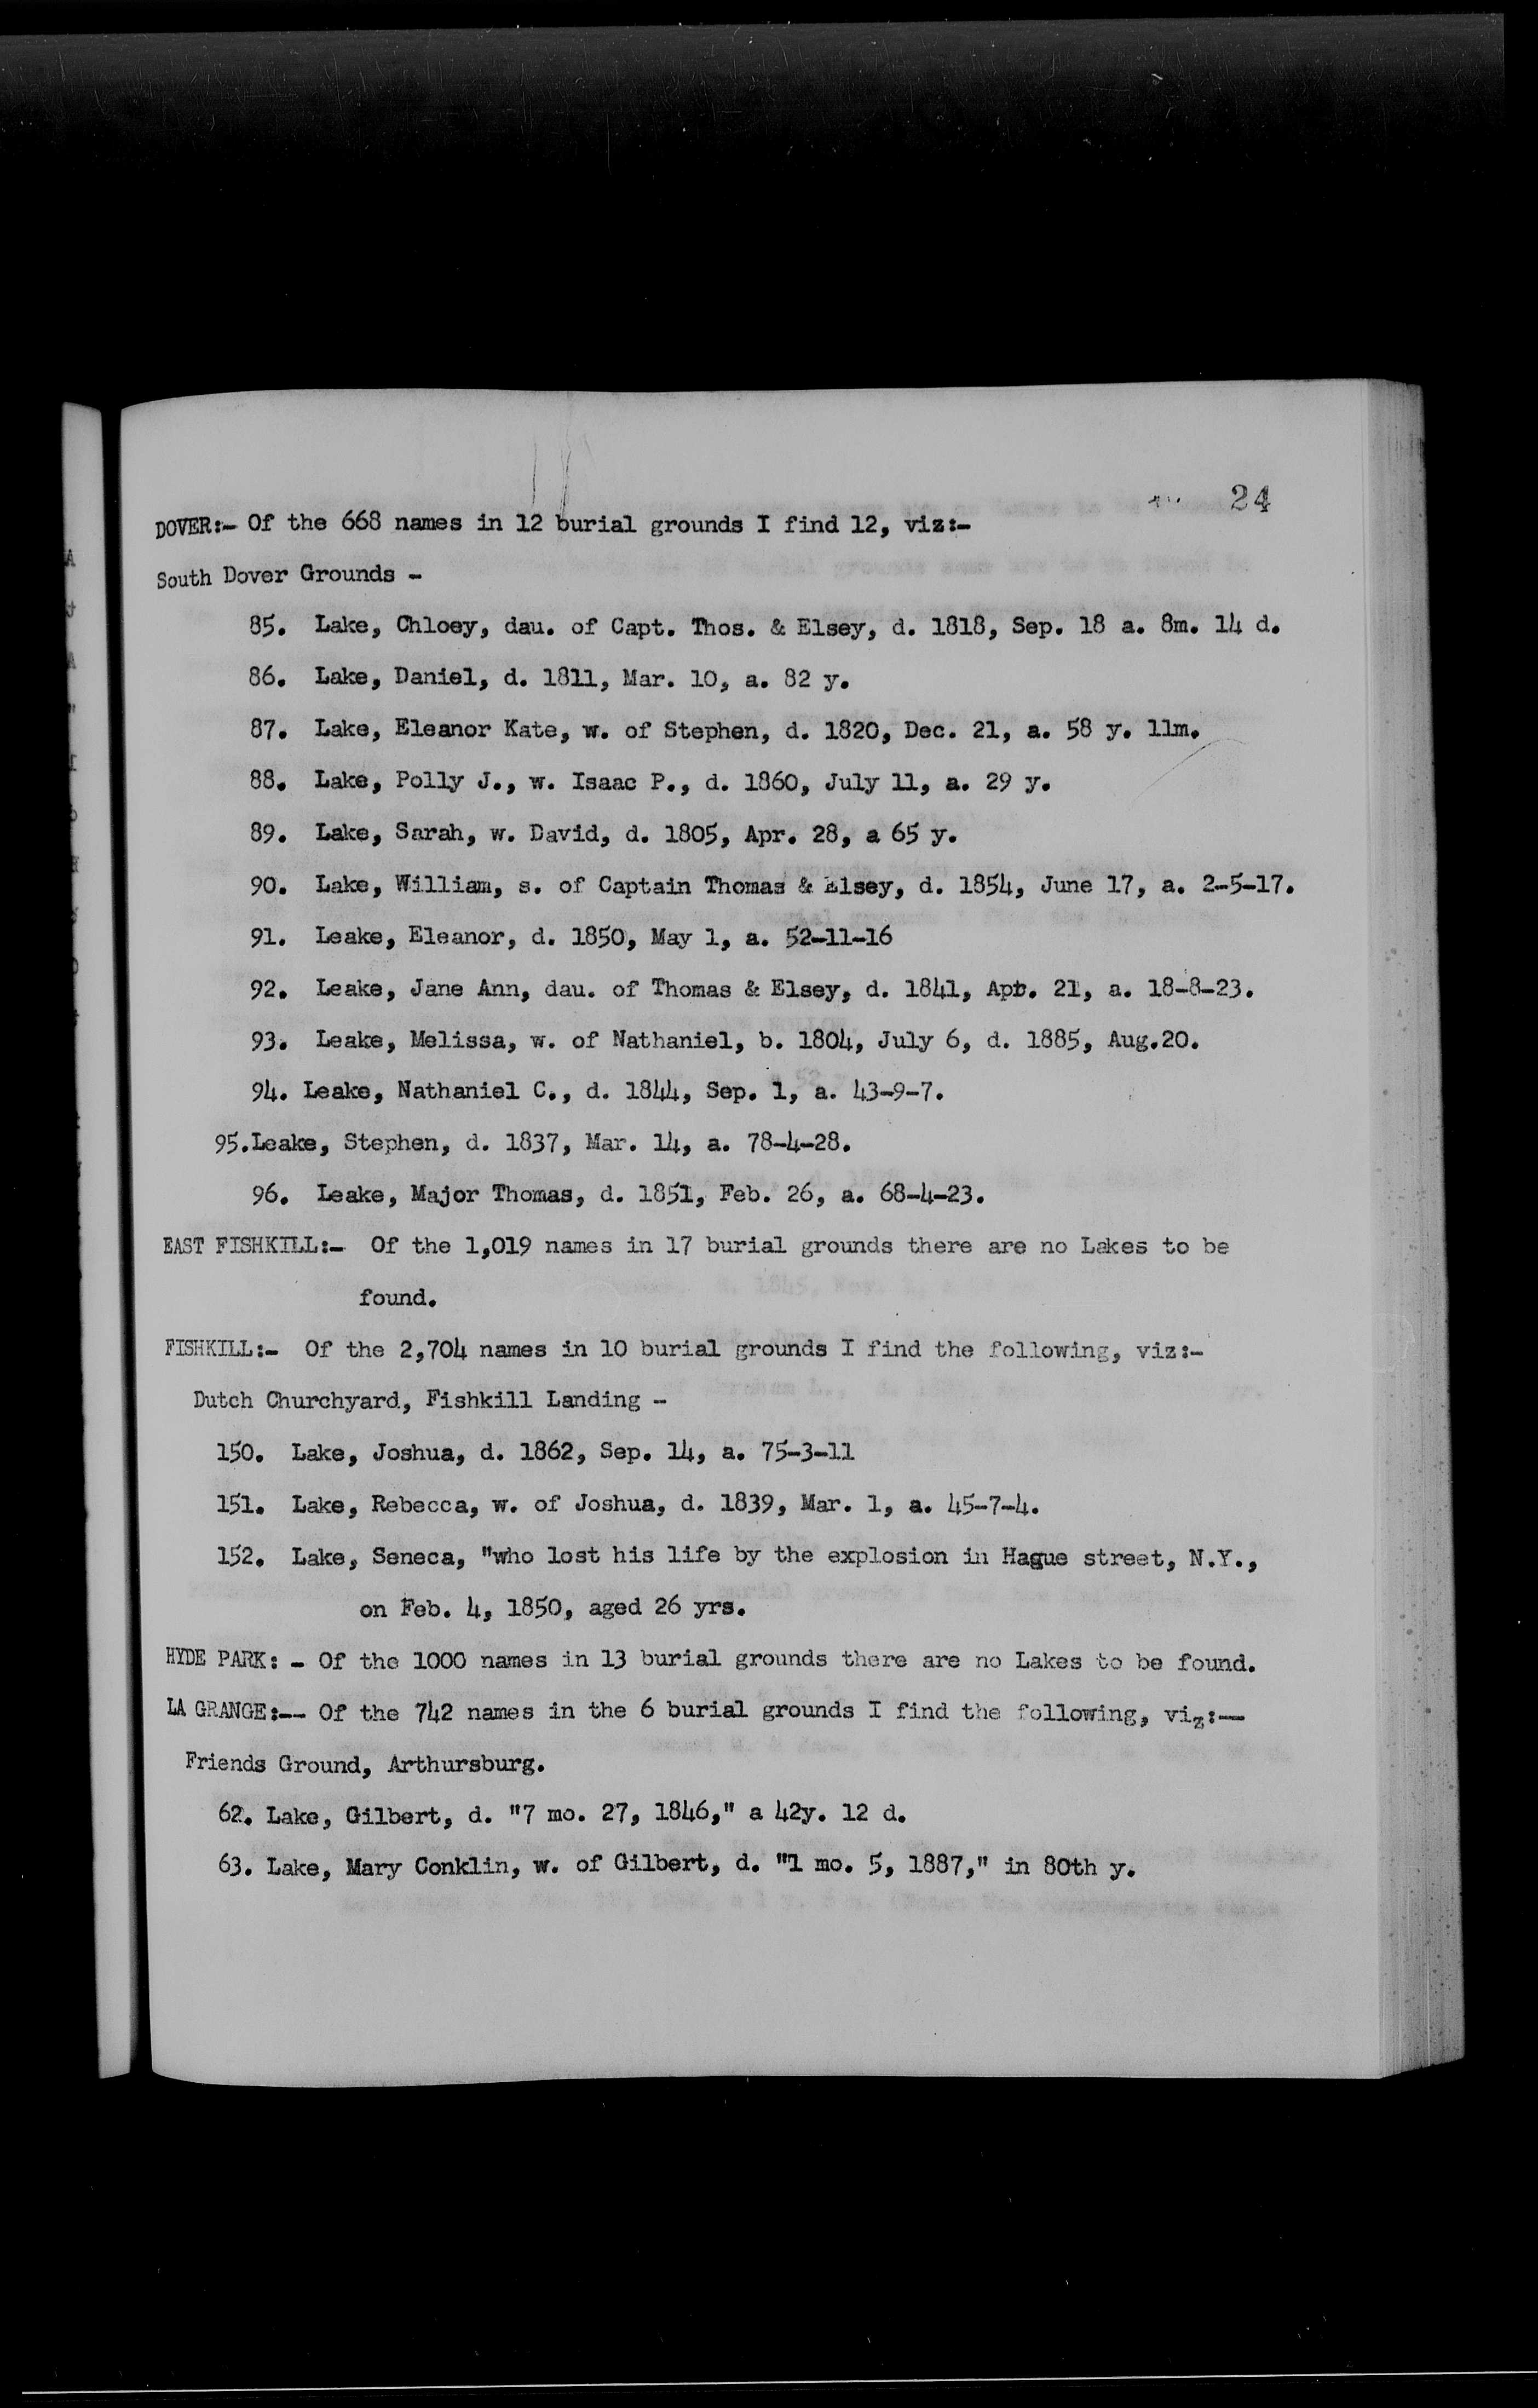 24
DOVER:- Of the 668 names in 12 burial grounds I find 12, viz:-
South Dover Grounds -
85. Lake, Chloey, dau. of Capt. Thos. & Elsey, d. 1818, Sep. 18 a. 8m. 14 d.
86. Lake, Daniel, d. 1811, Mar. 10, a. 82 y.
87. Lake, Eleanor Kate, w. of Stephen, d. 1820, Dec. 21, a. 58 y. 11m.
88. Lake, Polly J., w. Isaac P., d. 1860, July 11, a. 29 y.
89. Lake, Sarah, w. David, d. 1805, Apr. 28, a 65 y.
90. Lake, William, s. of Captain Thomas & Elsey, d. 1854, June 17, a. 2-5-17.
91. Leake, Eleanor, d. 1850, May 1, a. 52-11-16
92. Leake, Jane Ann, dau. of Thomas & Elsey, d. 1841, Apr. 21, a. 18-8-23.
93. Leake, Melissa, w. of Nathaniel, b. 1804, July 6, d. 1885, Aug.20.
94. Leake, Nathaniel C., d. 1844, Sep. 1, a. 43-9-7.
95.Leake, Stephen, d. 1837, Mar. 14, a. 78-4-28.
96. Leake, Major Thomas, d. 1851, Feb. 26, a. 68-4-23.
EAST FISHKILL:- Of the 1,019 names in 17 burial grounds there are no Lakes to be
found.
FISHKILL:- Of the 2,704 names in 10 burial grounds I find the following, viz:-
Dutch Churchyard, Fishkill Landing -
150. Lake, Joshua, d. 1862, Sep. 14, a. 75-3-11
151. Lake, Rebecca, w. of Joshua, d. 1839, Mar. 1, a. 45-7-4.
152. Lake, Seneca, "who lost his life by the explosion in Hague street, N.Y.,
on Feb. 4, 1850, aged 26 yrs.
HYDE PARK: - Of the 1000 names in 13 burial grounds there are no Lakes to be found.
LA GRANGE:-- Of the 742 names in the 6 burial grounds I find the following, viz:--
Friends Ground, Arthursburg.
62. Lake, Gilbert, d. "7 mo. 27, 1846," a 42y. 12 d.
63. Lake, Mary Conklin, w. of Gilbert, d. "1 mo. 5, 1887," in 80th y.